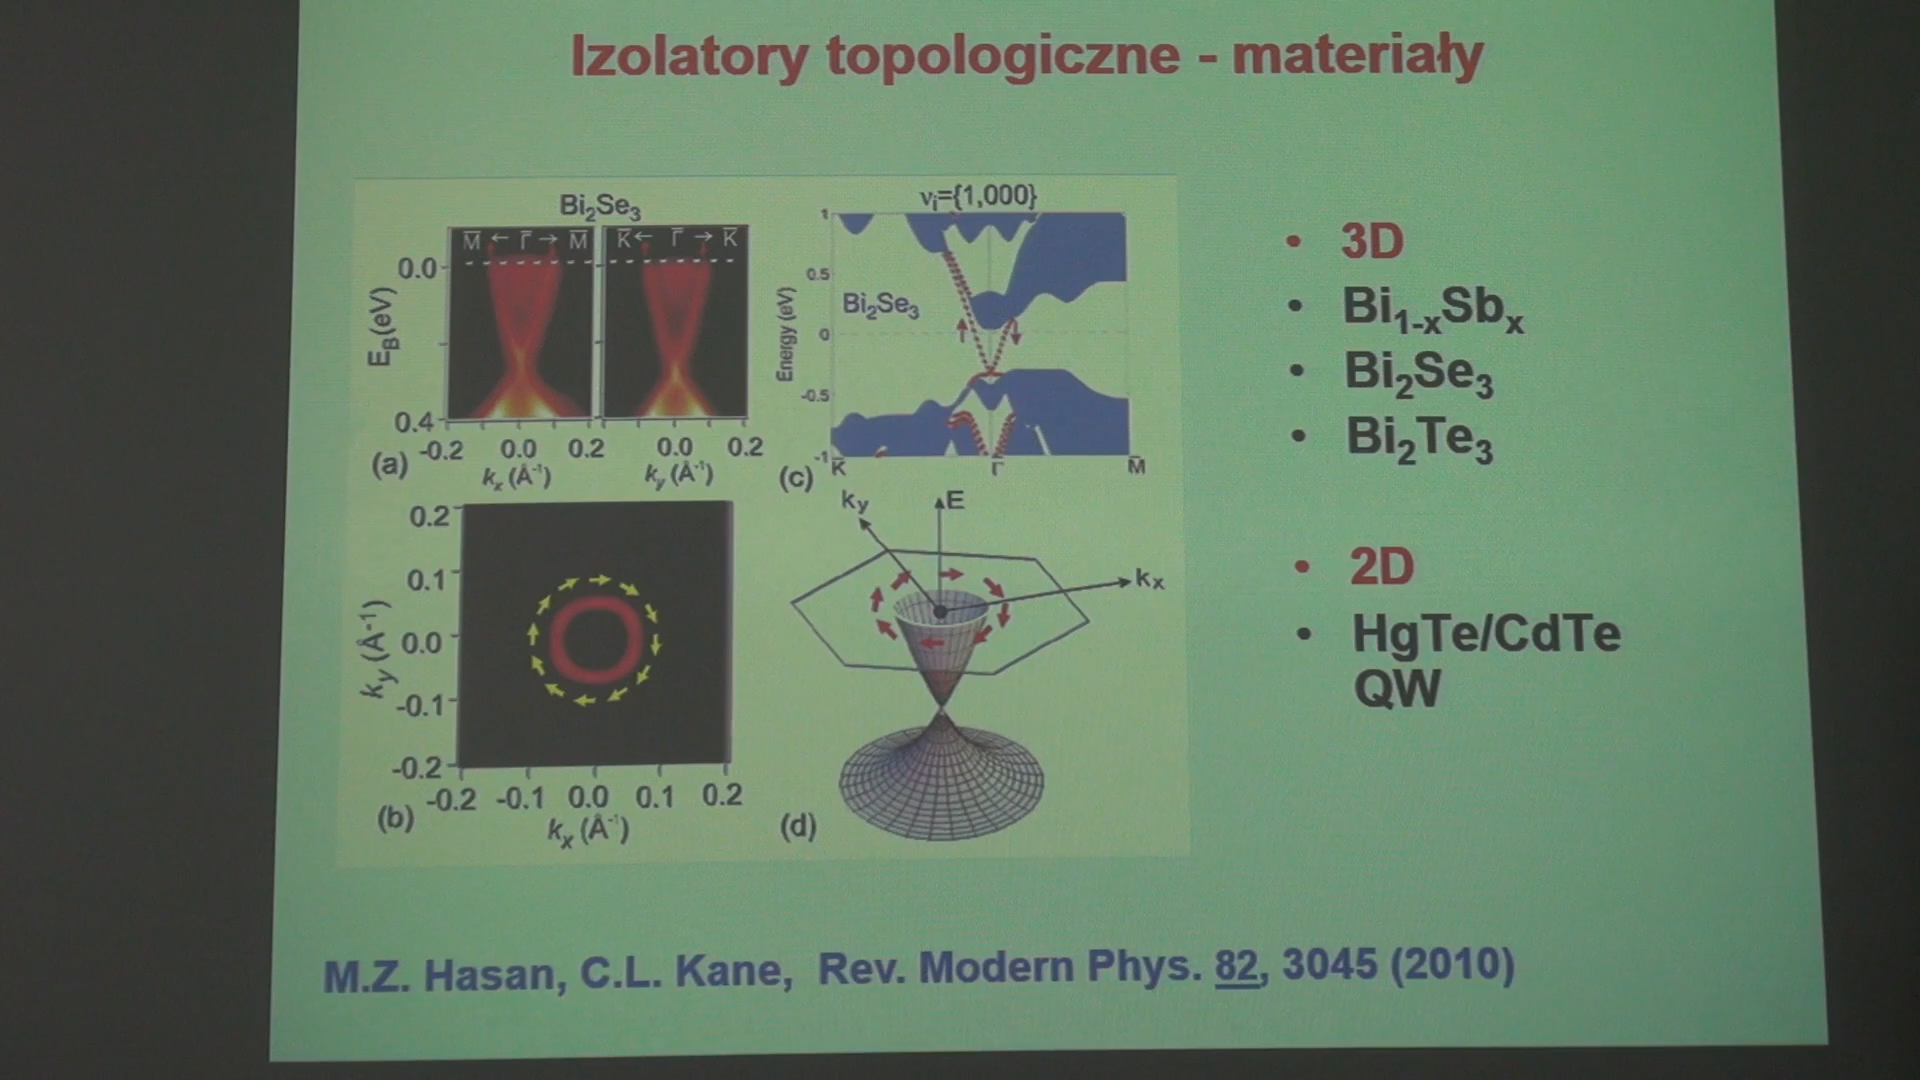 Izolatory topologiczne - materiały
Bi₂Se₃
M̅ ← Γ̅ → M̅
K̅ ← Γ̅ → K̅
E_B(eV)
0.0
0.4
-0.2 0.0 0.2
0.0 0.2
(a)
kₓ (Å⁻¹)
k_y (Å⁻¹)
νᵢ={1,000}
Energy (eV)
1
0.5
0
-0.5
-1
Bi₂Se₃
K̅ Γ̅ M̅
(c)
k_y (Å⁻¹)
0.2
0.1
0.0
-0.1
-0.2
-0.2 -0.1 0.0 0.1 0.2
(b)
kₓ (Å⁻¹)
k_y
E
kₓ
(d)
• 3D
• Bi₁₋ₓSbₓ
• Bi₂Se₃
• Bi₂Te₃
• 2D
• HgTe/CdTe
QW
M.Z. Hasan, C.L. Kane, Rev. Modern Phys. 82, 3045 (2010)